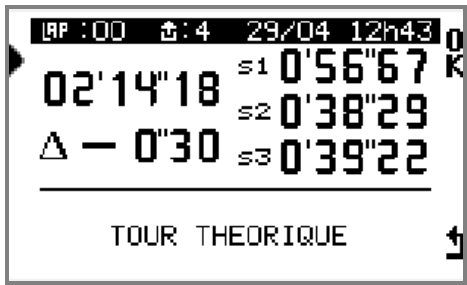 LAP :00 :4 29/04 12h43
02'14"18
Δ — 0"30
s1 0'56"67
s2 0'38"29
s3 0'39"22
OK
TOUR THEORIQUE